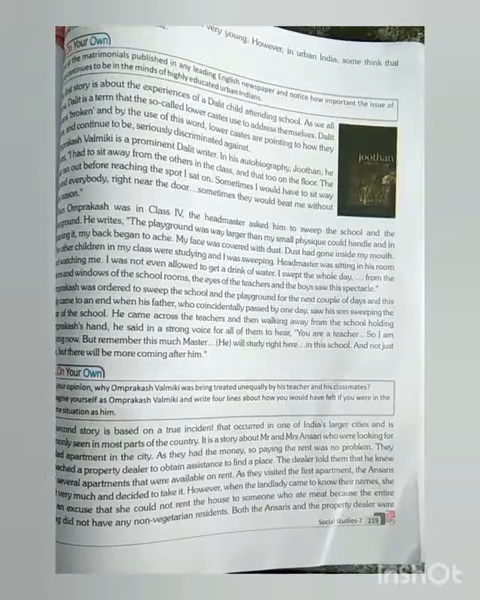 very young. However, in urban India, some think that
Your Own
the matrimonials published in any leading English newspaper and notice how important the issue of
continues to be in the minds of highly educated urban Indians.
story is about the experiences of a Dalit child attending school. As we all
Dalit is a term that the so-called lower castes use to address themselves. Dalit
'broken' and by the use of this word, lower castes are pointing to how they
and continue to be, seriously discriminated against.
Valmiki is a prominent Dalit writer. In his autobiography, Joothan, he
"I had to sit away from the others in the class, and that too on the floor. The
out before reaching the spot I sat on. Sometimes I would have to sit way
everybody, right near the door...sometimes they would beat me without
joothan
Omprakash was in Class IV, the headmaster asked him to sweep the school and the
He writes, "The playground was way larger than my small physique could handle and in
it, my back began to ache. My face was covered with dust. Dust had gone inside my mouth.
other children in my class were studying and I was sweeping. Headmaster was sitting in his room
watching me. I was not even allowed to get a drink of water. I swept the whole day, ... from the
and windows of the school rooms, the eyes of the teachers and the boys saw this spectacle."
was ordered to sweep the school and the playground for the next couple of days and this
came to an end when his father, who coincidentally passed by one day, saw his son sweeping the
of the school. He came across the teachers and then walking away from the school holding
hand, he said in a strong voice for all of them to hear, "You are a teacher...So I am
now. But remember this much Master...(He) will study right here...in this school. And not just
but there will be more coming after him."
On Your Own
your opinion, why Omprakash Valmiki was being treated unequally by his teacher and his classmates?
yourself as Omprakash Valmiki and write four lines about how you would have felt if you were in the
situation as him.
second story is based on a true incident that occurred in one of India's larger cities and is
seen in most parts of the country. It is a story about Mr and Mrs Ansari who were looking for
apartment in the city. As they had the money, so paying the rent was no problem. They
a property dealer to obtain assistance to find a place. The dealer told them that he knew
several apartments that were available on rent. As they visited the first apartment, the Ansaris
very much and decided to take it. However, when the landlady came to know their names, she
an excuse that she could not rent the house to someone who ate meat because the entire
did not have any non-vegetarian residents. Both the Ansaris and the property dealer were
Social Studies-7 219
InShOt